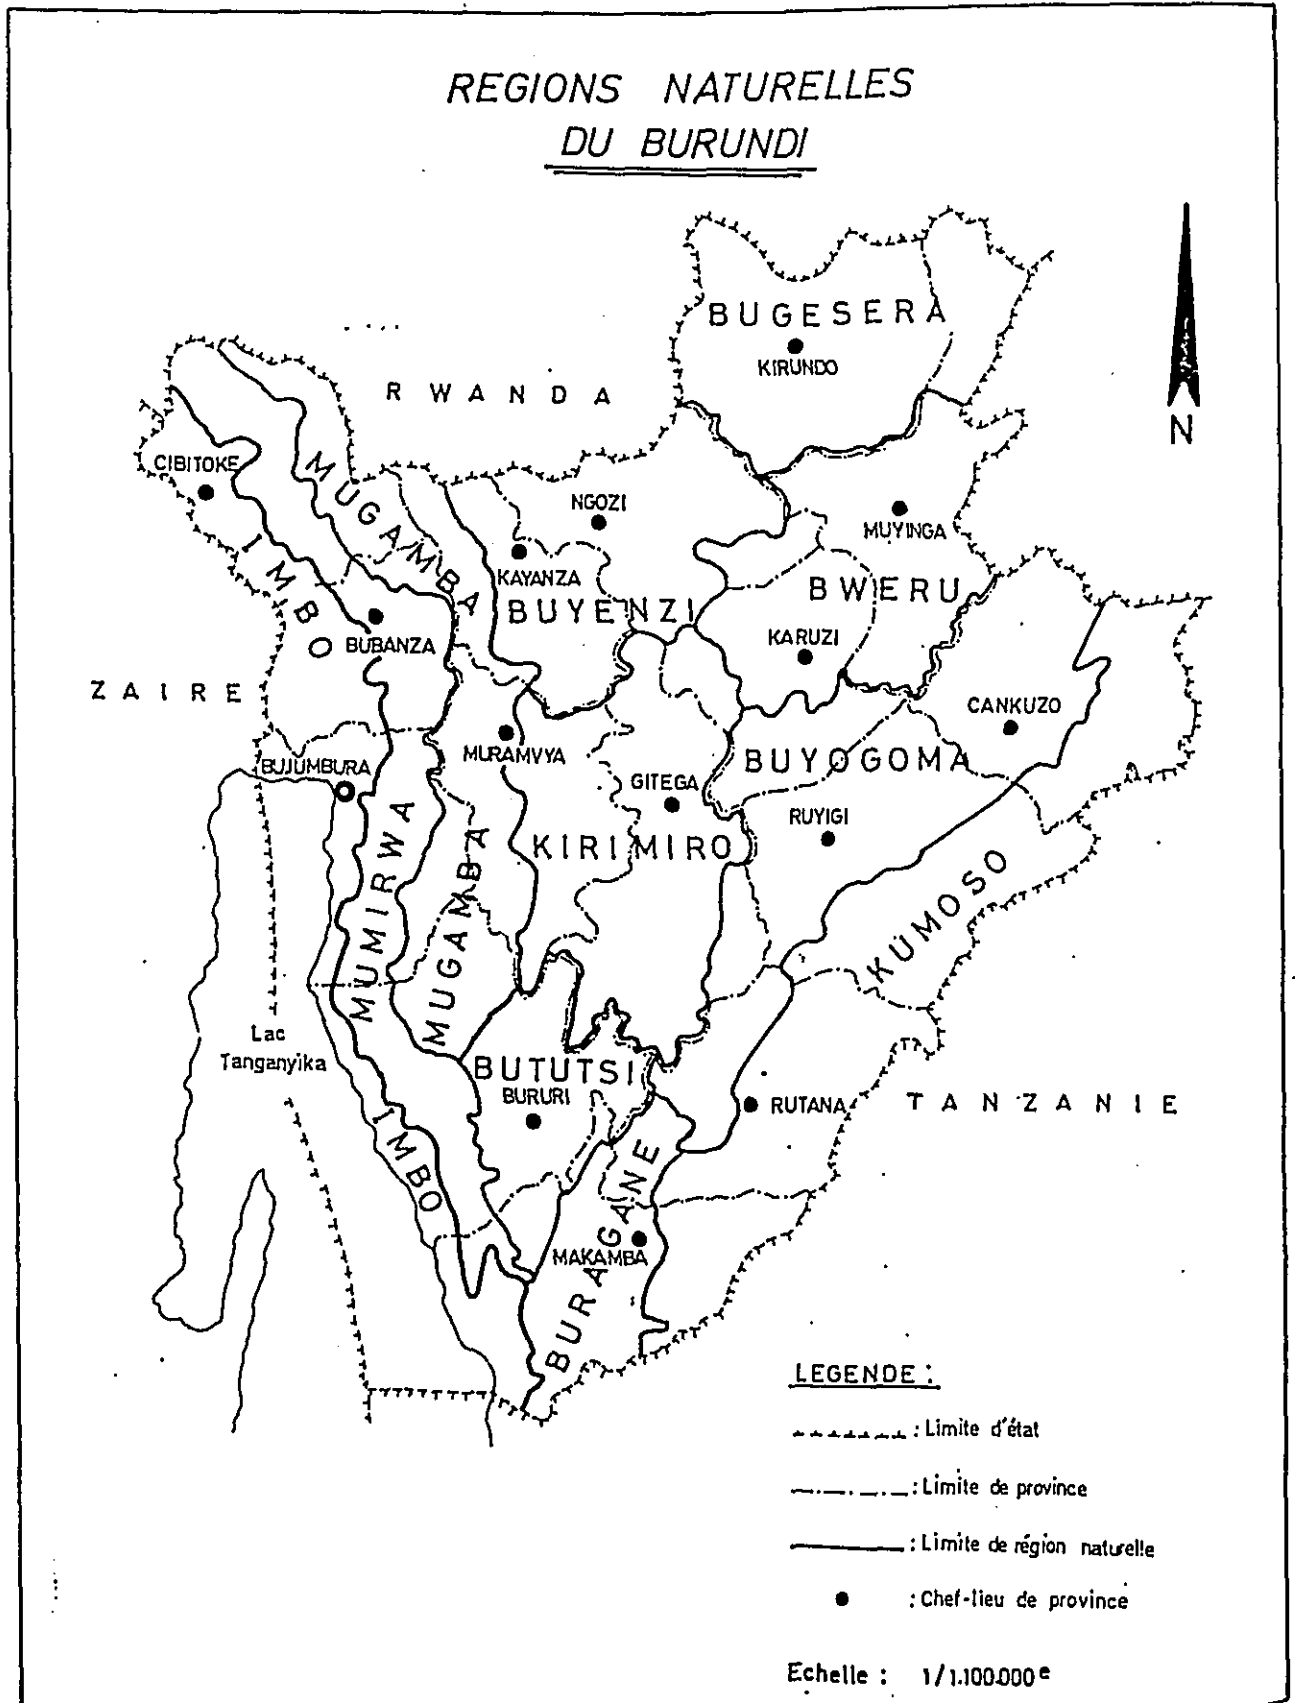 REGIONS NATURELLES
DU BURUNDI
BUGESERA
KIRUNDO
RWANDA
N
CIBITOKE
MUGAMBA
NGOZI
MUYINGA
KAYANZA
IMBO
BUYENZI
BWERU
BUBANZA
KARUZI
ZAIRE
CANKUZO
MURAMVYA
BUJUMBURA
BUYOGOMA
GITEGA
RUYIGI
MUMIRWA
MUGAMBA
KIRIMIRO
KUMOSO
Lac
Tanganyika
BUTUTSI
BURURI
RUTANA
TANZANIE
IMBO
BURAGANE
MAKAMBA
LEGENDE :
: Limite d'état
: Limite de province
: Limite de région naturelle
: Chef-lieu de province
Echelle : 1/1.100.000e